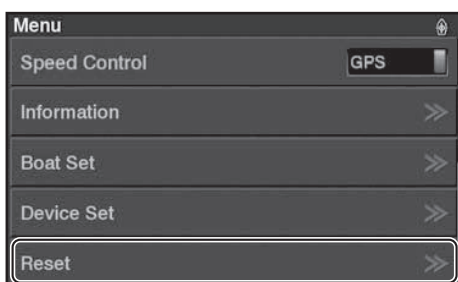 Menu
Speed Control GPS
Information
Boat Set
Device Set
Reset